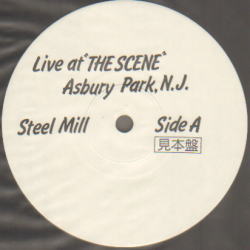 Live at "THE SCENE"
Asbury Park, N.J.
Steel Mill Side A
見本盤